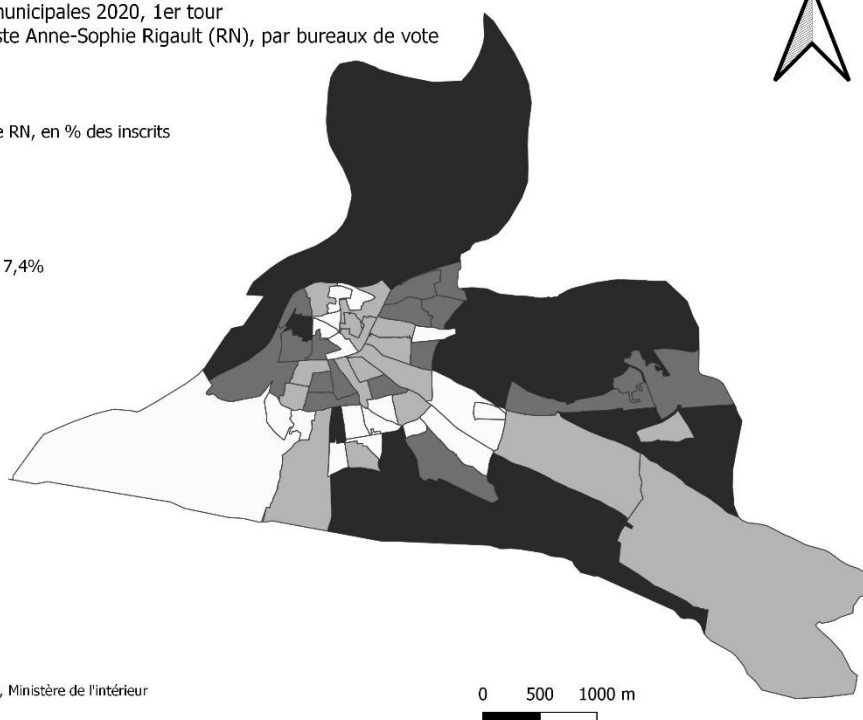 municipales 2020, 1er tour
ste Anne-Sophie Rigault (RN), par bureaux de vote
e RN, en % des inscrits
7,4%
, Ministère de l'intérieur
0 500 1000 m